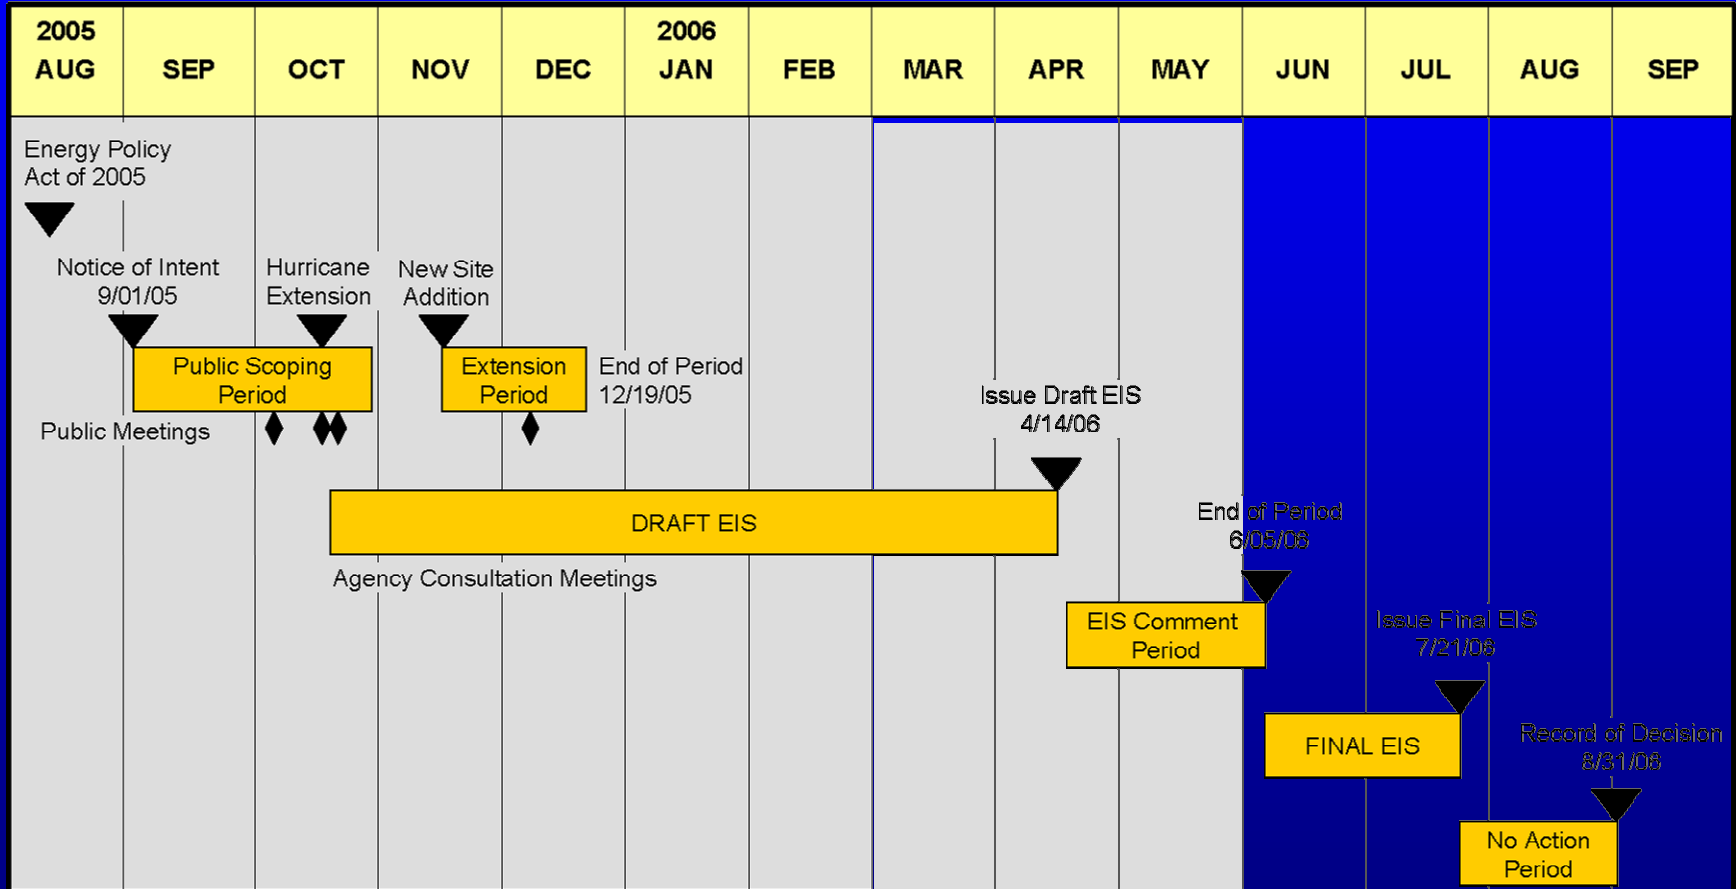 2005
2006
AUG SEP OCT NOV DEC JAN FEB MAR APR MAY JUN JUL AUG SEP
Energy Policy
Act of 2005
Notice of Intent
9/01/05
Hurricane
Extension
New Site
Addition
Public Scoping
Period
Extension
Period
End of Period
12/19/05
Public Meetings
Issue Draft EIS
4/14/06
DRAFT EIS
Agency Consultation Meetings
End of Period
6/05/06
EIS Comment
Period
Issue Final EIS
7/21/06
FINAL EIS
Record of Decision
8/31/06
No Action
Period